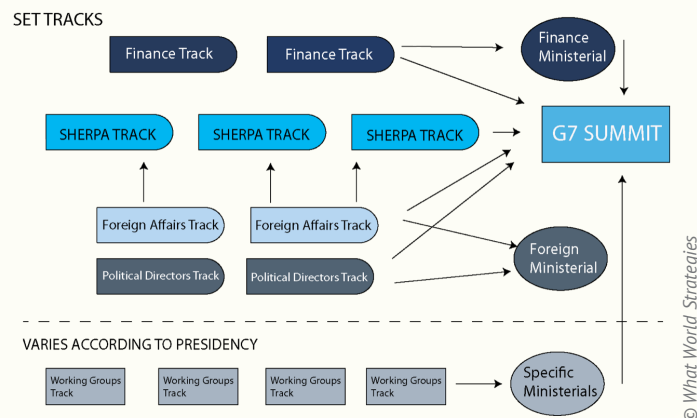 SET TRACKS
Finance Track
Finance Track
Finance
Ministerial
SHERPA TRACK
SHERPA TRACK
SHERPA TRACK
G7 SUMMIT
Foreign Affairs Track
Foreign Affairs Track
Political Directors Track
Political Directors Track
Foreign
Ministerial
VARIES ACCORDING TO PRESIDENCY
Working Groups
Track
Working Groups
Track
Working Groups
Track
Working Groups
Track
Specific
Ministerials
© What World Strategies